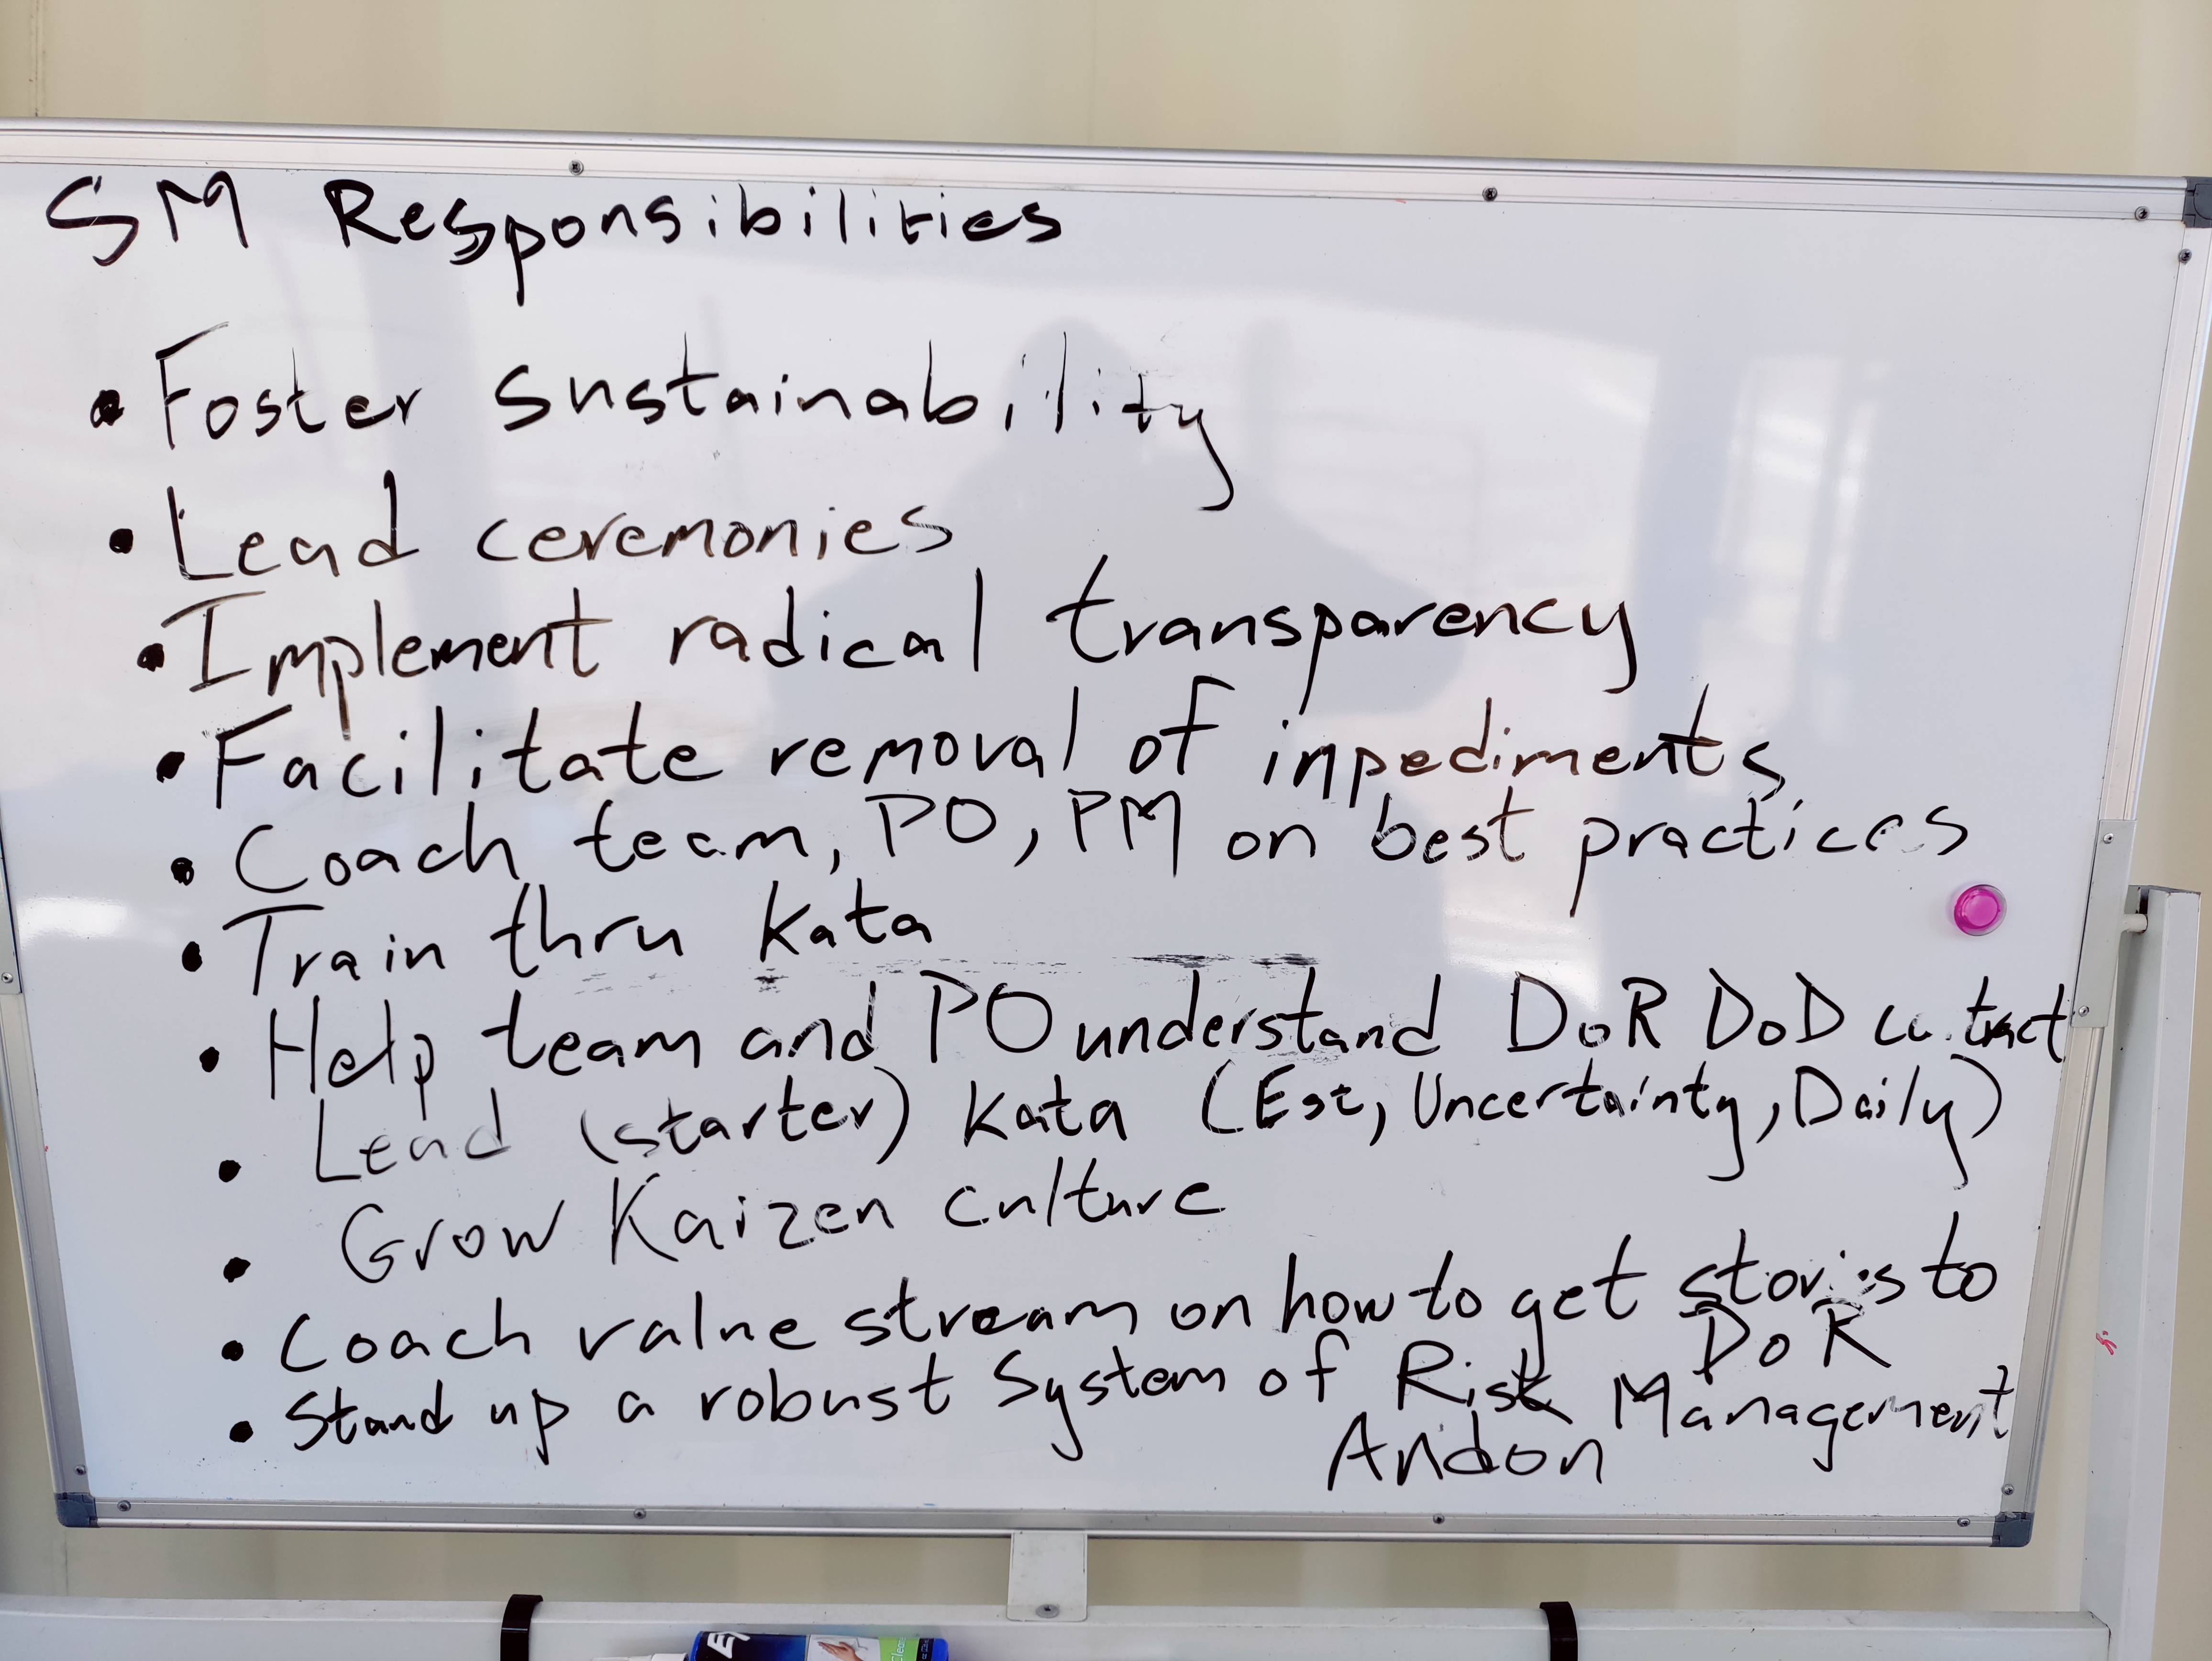 SM Responsibilities
• Foster sustainability
• Lead ceremonies
• Implement radical transparency
• Facilitate removal of inpediments
• Coach team, PO, PM on best practices
• Train thru Kata
• Help team and PO understand DoR DoD
• Lead (starter) Kata (Est, Uncertainty, Daily)
• Grow Kaizen culture
• Coach value stream on how to get stories to
DoR
• Stand up a robust System of Risk Management
Andon